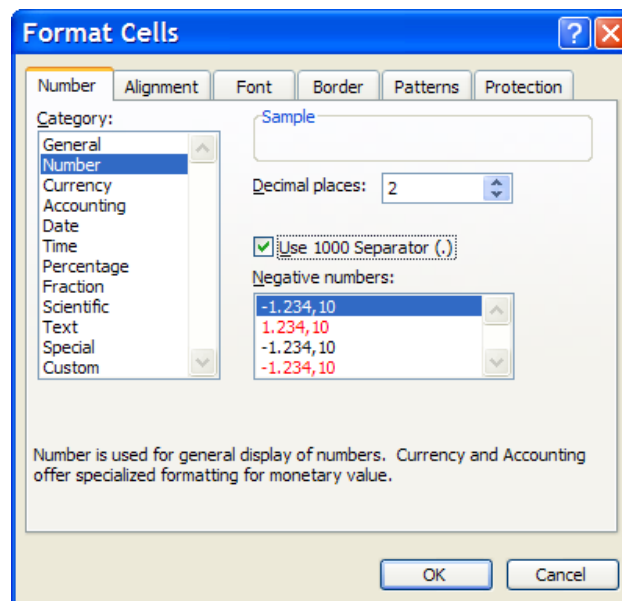 Format Cells
Number Alignment Font Border Patterns Protection
Category:
General
Number
Currency
Accounting
Date
Time
Percentage
Fraction
Scientific
Text
Special
Custom
Sample
Decimal places: 2
Use 1000 Separator (.)
Negative numbers:
-1.234,10
1.234,10
-1.234,10
-1.234,10
Number is used for general display of numbers. Currency and Accounting
offer specialized formatting for monetary value.
OK Cancel